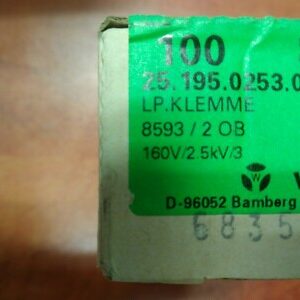 100
25.195.0253.0
LP.KLEMME
8593 / 2 OB
160V/2.5kV/3
W
D-96052 Bamberg
6835